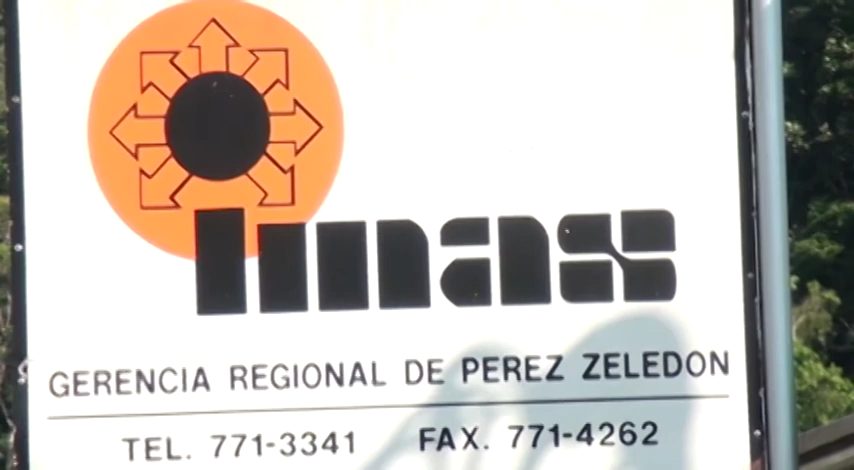 imas
GERENCIA REGIONAL DE PEREZ ZELEDON
TEL. 771-3341 FAX. 771-4262